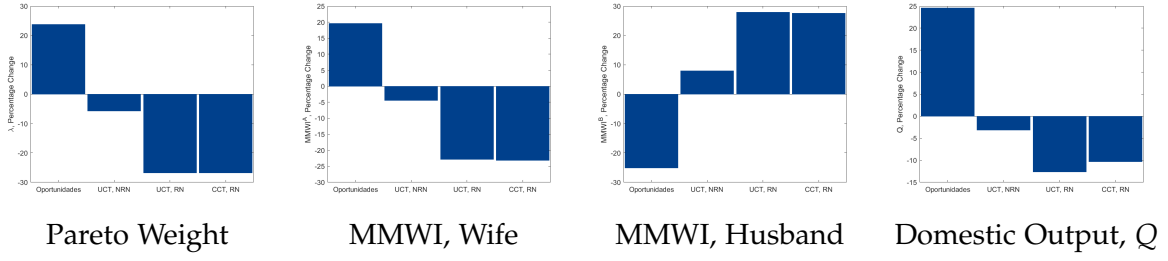 30
20
10
0
-10
-20
-30
λ, Percentage Change
Oportunidades UCT, NRN UCT, RN CCT, RN
Pareto Weight
25
20
15
10
5
0
-5
-10
-15
-20
-25
-30
MMWI^A, Percentage Change
Oportunidades UCT, NRN UCT, RN CCT, RN
MMWI, Wife
30
20
10
0
-10
-20
-30
MMWI^B, Percentage Change
Oportunidades UCT, NRN UCT, RN CCT, RN
MMWI, Husband
25
20
15
10
5
0
-5
-10
-15
Q, Percentage Change
Oportunidades UCT, NRN UCT, RN CCT, RN
Domestic Output, Q